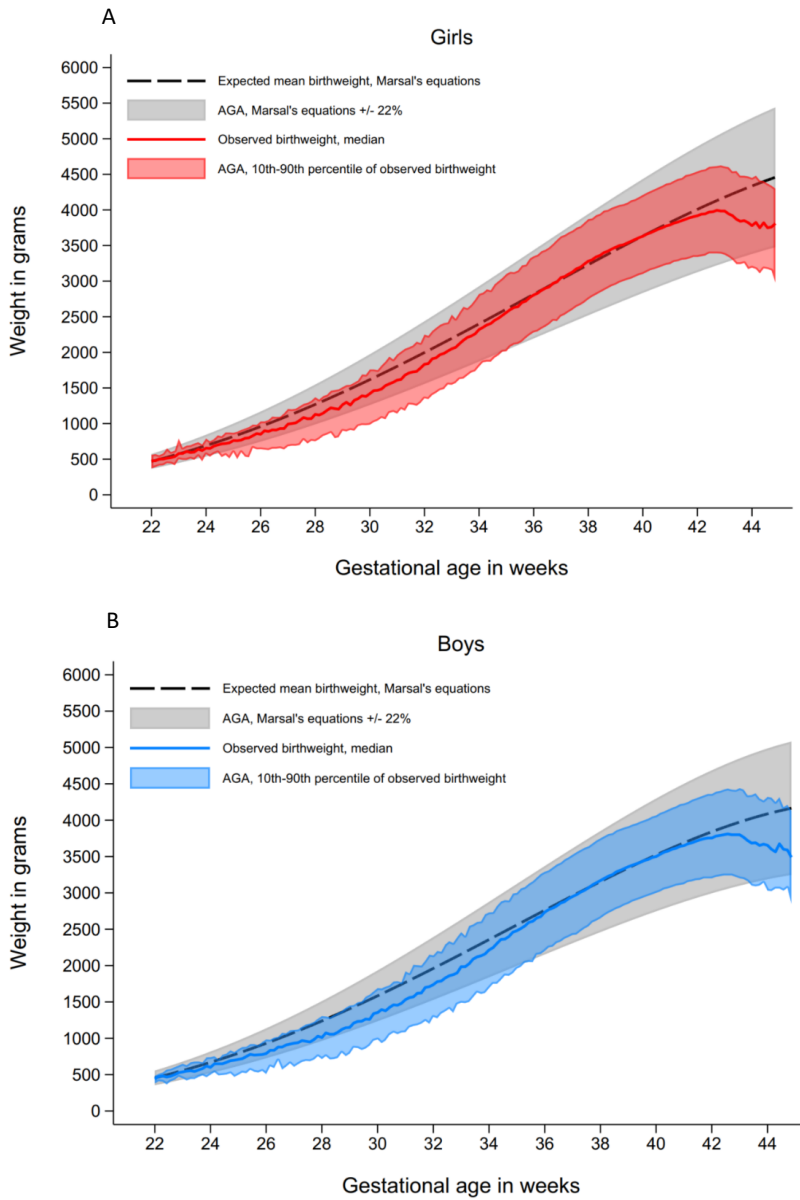 A
Girls
6000
5500
5000
4500
4000
3500
3000
2500
2000
1500
1000
500
0
Weight in grams
Expected mean birthweight, Marsal's equations
AGA, Marsal's equations +/- 22%
Observed birthweight, median
AGA, 10th-90th percentile of observed birthweight
22 24 26 28 30 32 34 36 38 40 42 44
Gestational age in weeks
B
Boys
6000
5500
5000
4500
4000
3500
3000
2500
2000
1500
1000
500
0
Weight in grams
Expected mean birthweight, Marsal's equations
AGA, Marsal's equations +/- 22%
Observed birthweight, median
AGA, 10th-90th percentile of observed birthweight
22 24 26 28 30 32 34 36 38 40 42 44
Gestational age in weeks